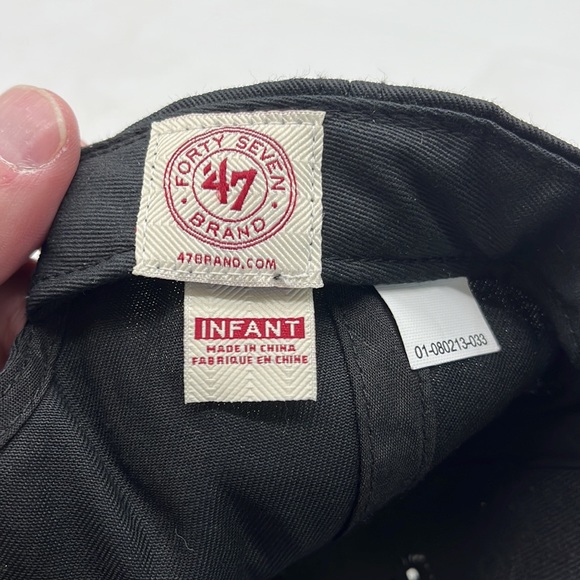 FORTY SEVEN
'47
BRAND
47BRAND.COM
INFANT
MADE IN CHINA
FABRIQUE EN CHINE
01-080213-033